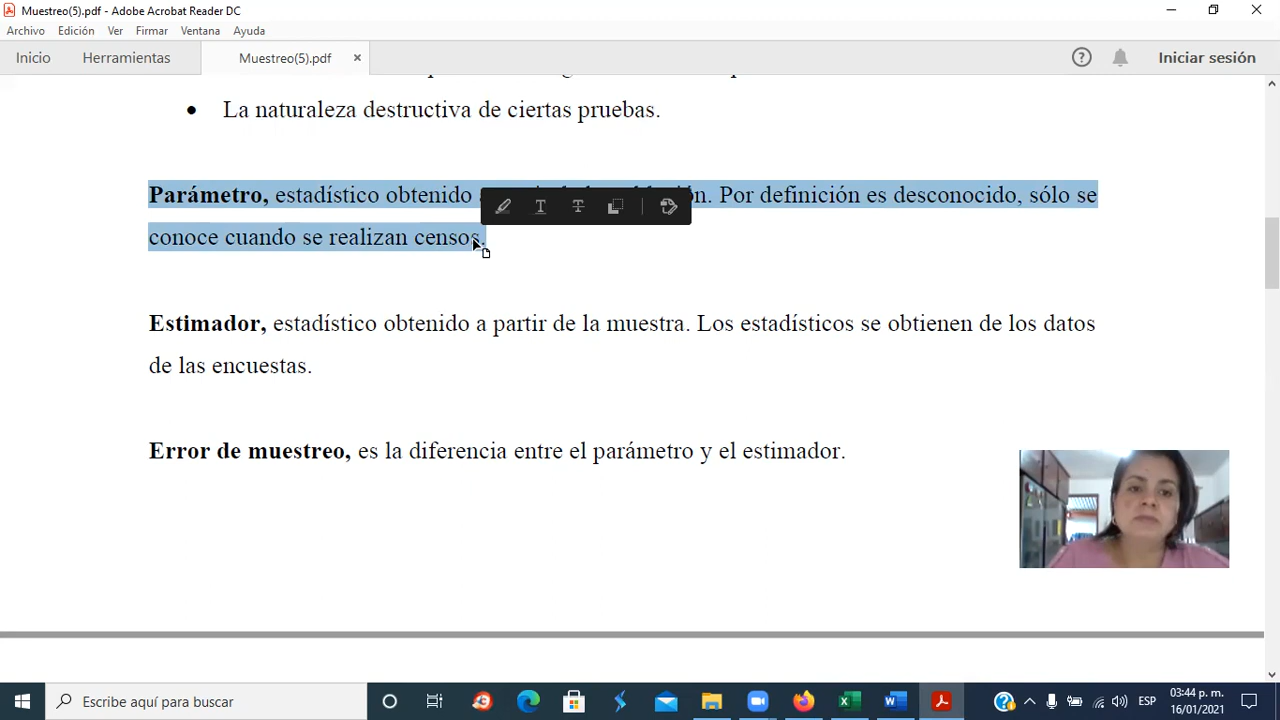 Muestreo(5).pdf - Adobe Acrobat Reader DC
Archivo Edición Ver Firmar Ventana Ayuda
Inicio Herramientas Muestreo(5).pdf × Iniciar sesión
• La naturaleza destructiva de ciertas pruebas.
Parámetro, estadístico obtenido Por definición es desconocido, sólo se
conoce cuando se realizan censos.
Estimador, estadístico obtenido a partir de la muestra. Los estadísticos se obtienen de los datos
de las encuestas.
Error de muestreo, es la diferencia entre el parámetro y el estimador.
Escribe aquí para buscar
ESP
03:44 p. m.
16/01/2021